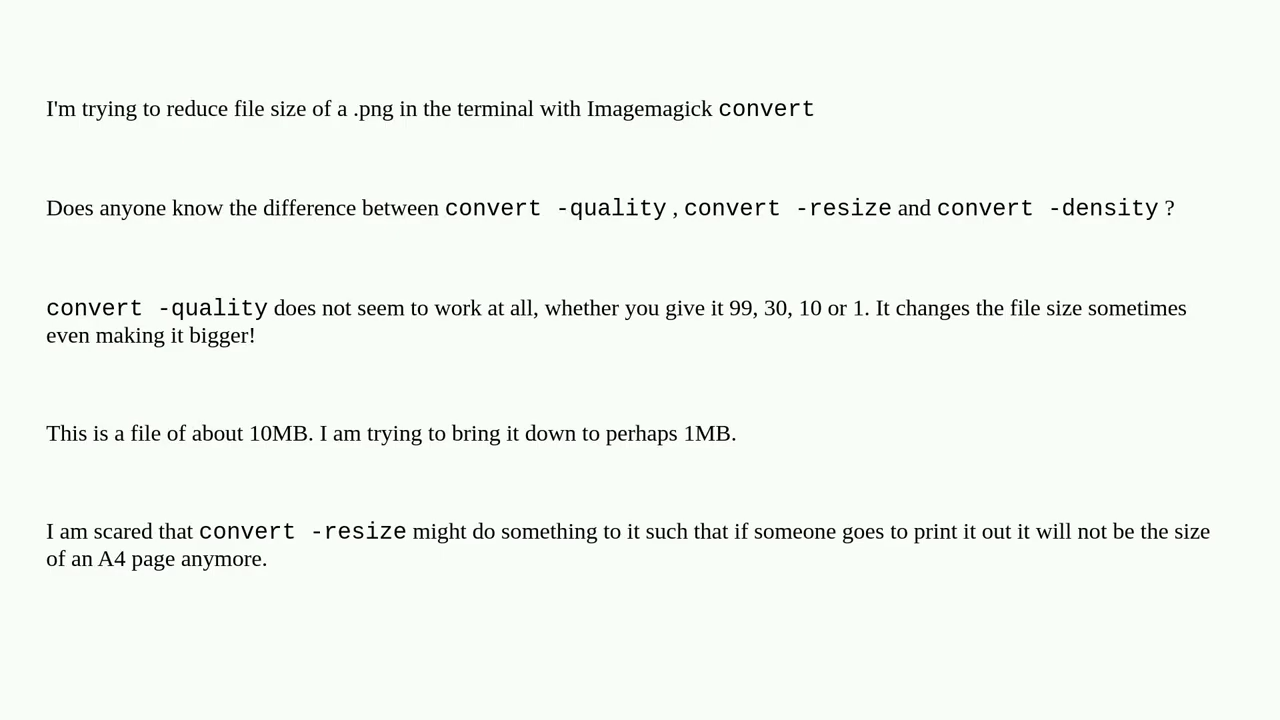 I'm trying to reduce file size of a .png in the terminal with Imagemagick convert
Does anyone know the difference between convert -quality , convert -resize and convert -density ?
convert -quality does not seem to work at all, whether you give it 99, 30, 10 or 1. It changes the file size sometimes
even making it bigger!
This is a file of about 10MB. I am trying to bring it down to perhaps 1MB.
I am scared that convert -resize might do something to it such that if someone goes to print it out it will not be the size
of an A4 page anymore.